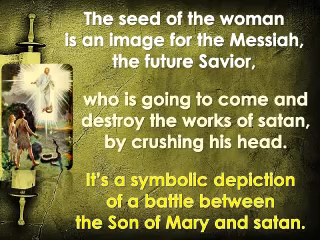 The seed of the woman
is an image for the Messiah,
the future Savior,
who is going to come and
destroy the works of satan,
by crushing his head.
It's a symbolic depiction
of a battle between
the Son of Mary and satan.